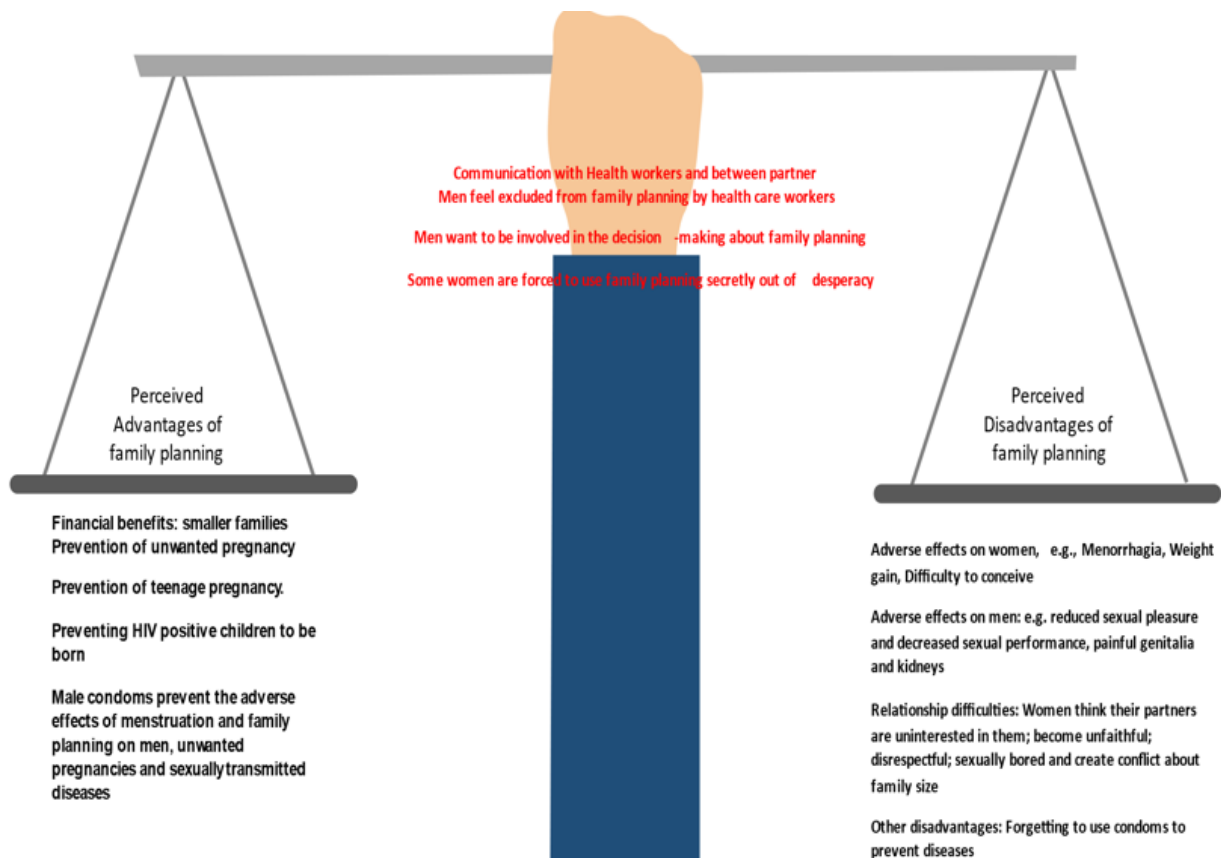 Communication with Health workers and between partner
Men feel excluded from family planning by health care workers
Men want to be involved in the decision -making about family planning
Some women are forced to use family planning secretly out of desperacy
Perceived
Advantages of
family planning
Financial benefits: smaller families
Prevention of unwanted pregnancy
Prevention of teenage pregnancy.
Preventing HIV positive children to be
born
Male condoms prevent the adverse
effects of menstruation and family
planning on men, unwanted
pregnancies and sexually transmitted
diseases
Perceived
Disadvantages of
family planning
Adverse effects on women, e.g., Menorrhagia, Weight
gain, Difficulty to conceive
Adverse effects on men: e.g. reduced sexual pleasure
and decreased sexual performance, painful genitalia
and kidneys
Relationship difficulties: Women think their partners
are uninterested in them; become unfaithful;
disrespectful; sexually bored and create conflict about
family size
Other disadvantages: Forgetting to use condoms to
prevent diseases